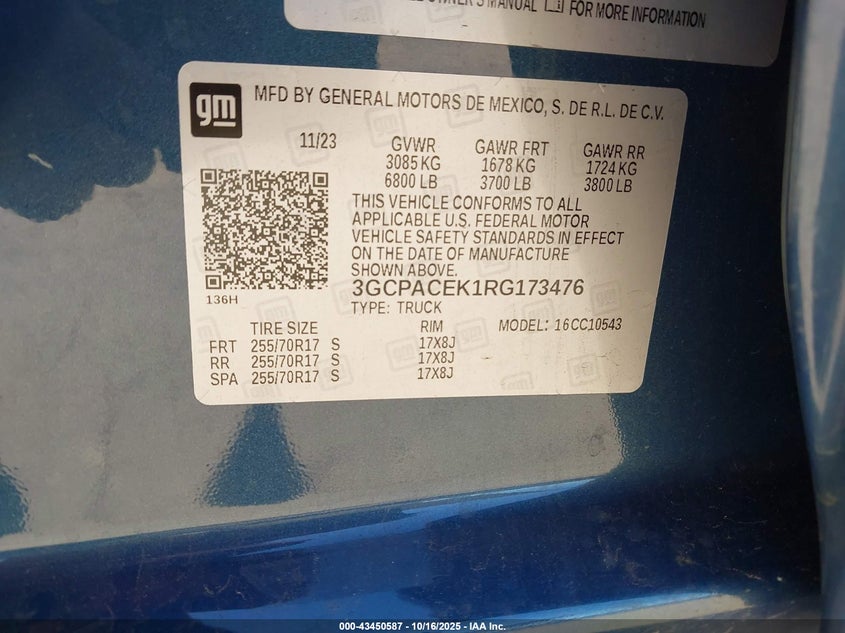 OWNER'S MANUAL FOR MORE INFORMATION
gm MFD BY GENERAL MOTORS DE MEXICO, S. DE R.L. DE C.V.
11/23 GVWR GAWR FRT GAWR RR
3085 KG 1678 KG 1724 KG
6800 LB 3700 LB 3800 LB
THIS VEHICLE CONFORMS TO ALL
APPLICABLE U.S. FEDERAL MOTOR
VEHICLE SAFETY STANDARDS IN EFFECT
ON THE DATE OF MANUFACTURE
SHOWN ABOVE.
3GCPACEK1RG173476
136H
TYPE: TRUCK
TIRE SIZE RIM MODEL: 16CC10543
FRT 255/70R17 S 17X8J
RR 255/70R17 S 17X8J
SPA 255/70R17 S 17X8J
000-43450587 - 10/16/2025 - IAA Inc.